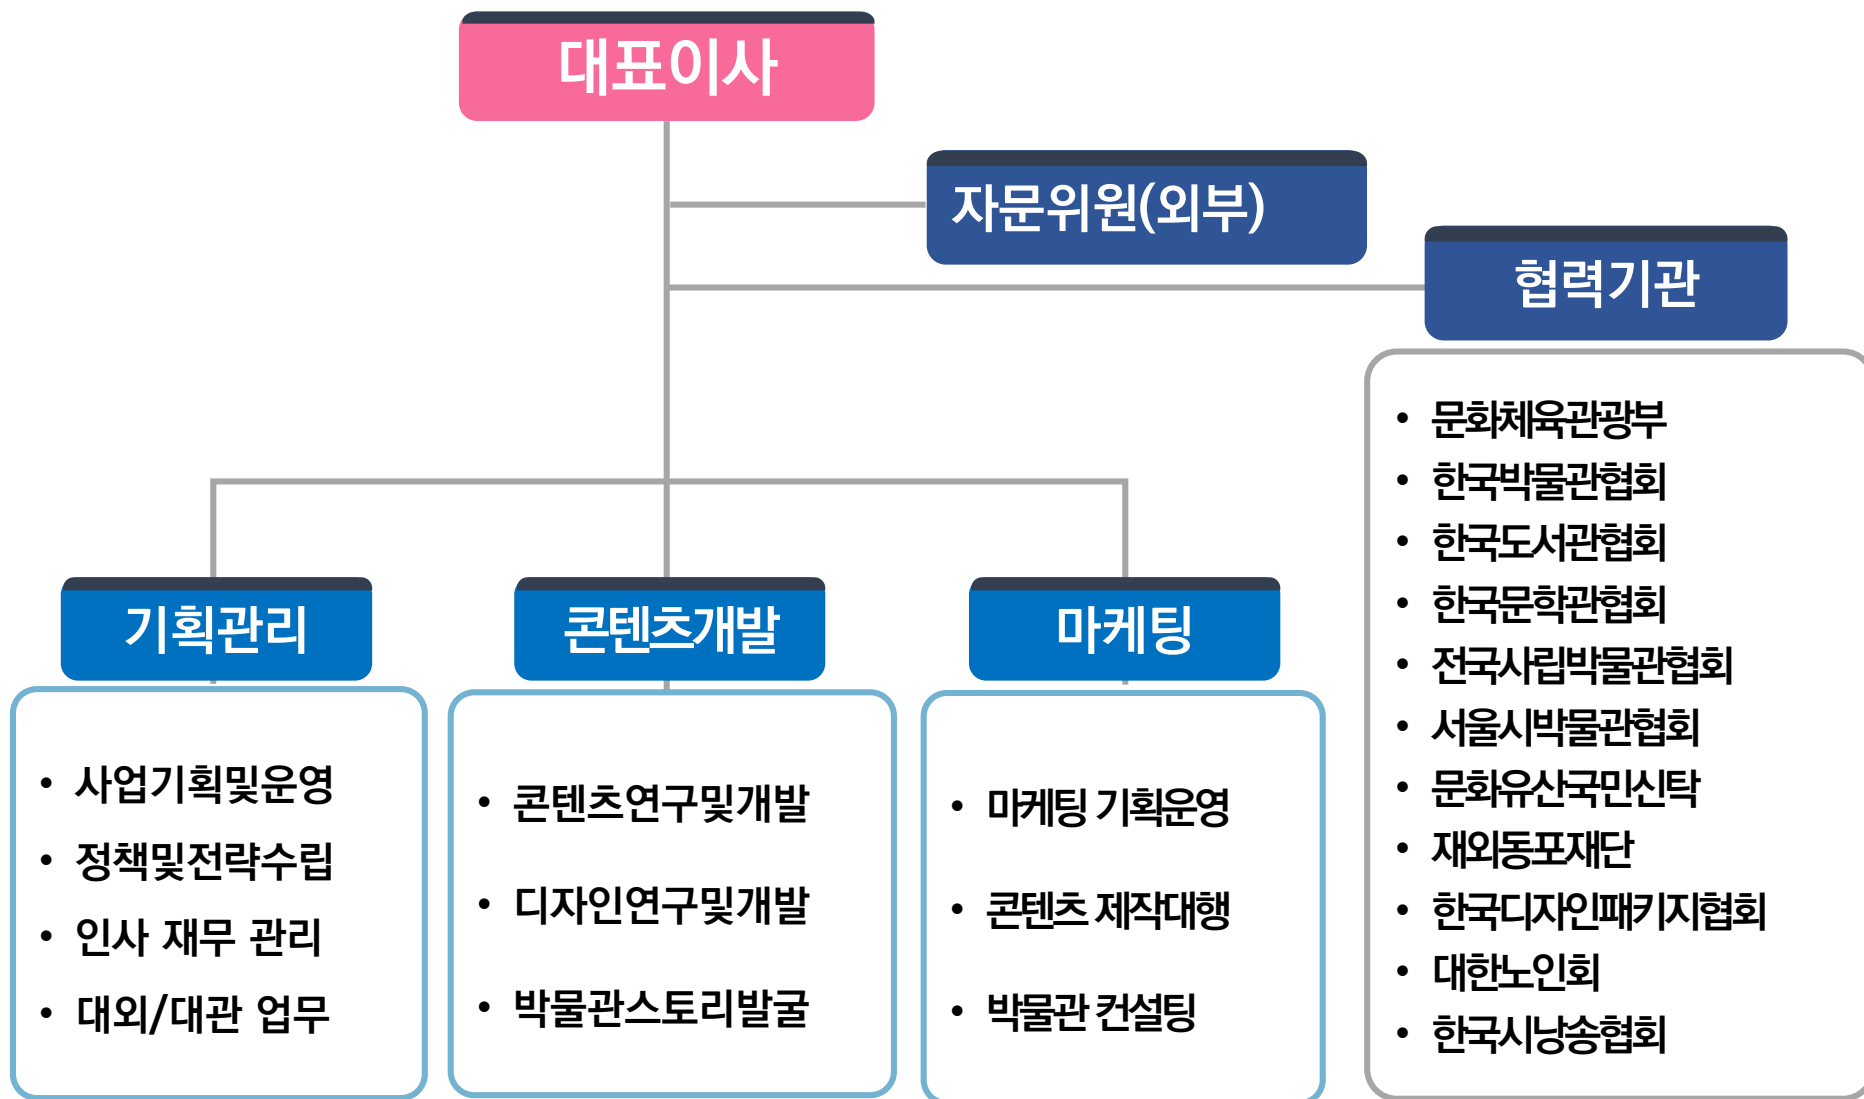 대표이사
자문위원(외부)
협력기관
• 문화체육관광부
• 한국박물관협회
• 한국도서관협회
• 한국문학관협회
• 전국사립박물관협회
• 서울시박물관협회
• 문화유산국민신탁
• 재외동포재단
• 한국디자인패키지협회
• 대한노인회
• 한국시낭송협회
기획관리
• 사업기획및운영
• 정책및전략수립
• 인사 재무 관리
• 대외/대관 업무
콘텐츠개발
• 콘텐츠연구및개발
• 디자인연구및개발
• 박물관스토리발굴
마케팅
• 마케팅 기획운영
• 콘텐츠 제작대행
• 박물관 컨설팅